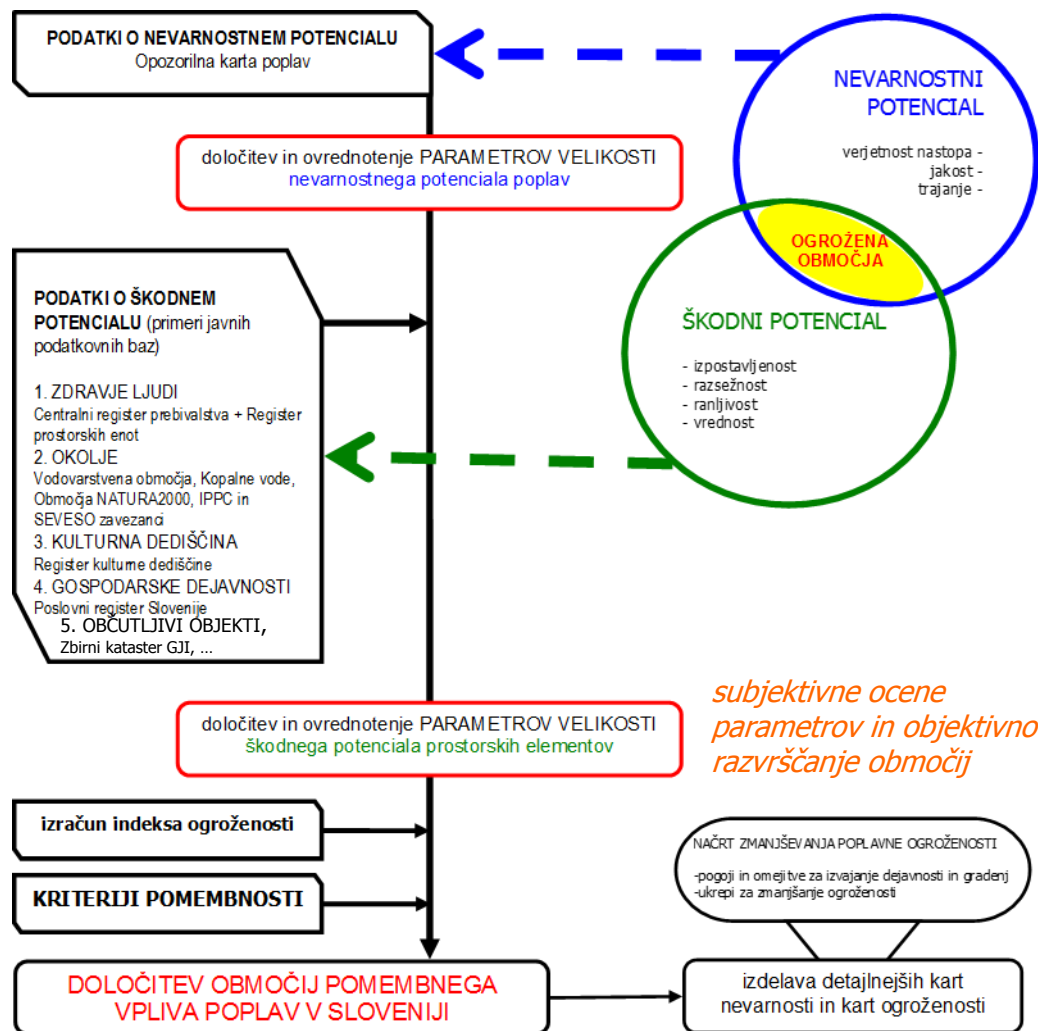 PODATKI O NEVARNOSTNEM POTENCIALU
Opozorilna karta poplav
NEVARNOSTNI
POTENCIAL
verjetnost nastopa -
jakost -
trajanje -
določitev in ovrednotenje PARAMETROV VELIKOSTI
nevarnostnega potenciala poplav
OGROŽENA
OBMOČJA
PODATKI O ŠKODNEM
POTENCIALU (primeri javnih
podatkovnih baz)
1. ZDRAVJE LJUDI
Centralni register prebivalstva + Register
prostorskih enot
2. OKOLJE
Vodovarstvena območja, Kopalne vode,
Območja NATURA2000, IPPC in
SEVESO zavezanci
3. KULTURNA DEDIŠČINA
Register kulturne dediščine
4. GOSPODARSKE DEJAVNOSTI
Poslovni register Slovenije
5. OBČUTLJIVI OBJEKTI,
Zbirni kataster GJI, ...
ŠKODNI POTENCIAL
- izpostavljenost
- razsežnost
- ranljivost
- vrednost
določitev in ovrednotenje PARAMETROV VELIKOSTI
škodnega potenciala prostorskih elementov
subjektivne ocene
parametrov in objektivno
razvrščanje območij
izračun indeksa ogroženosti
KRITERIJI POMEMBNOSTI
NAČRT ZMANJŠEVANJA POPLAVNE OGROŽENOSTI
-pogoji in omejitve za izvajanje dejavnosti in gradenj
-ukrepi za zmanjšanje ogroženosti
DOLOČITEV OBMOČIJ POMEMBNEGA
VPLIVA POPLAV V SLOVENIJI
izdelava detajlnejših kart
nevarnosti in kart ogroženosti